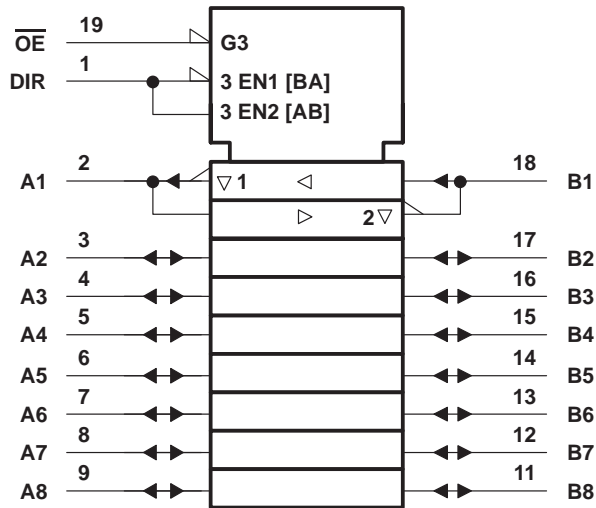 19
OE G3
1
DIR 3 EN1 [BA]
3 EN2 [AB]
2 18
A1 1 B1
2
3 17
A2 B2
4 16
A3 B3
5 15
A4 B4
6 14
A5 B5
7 13
A6 B6
8 12
A7 B7
9 11
A8 B8